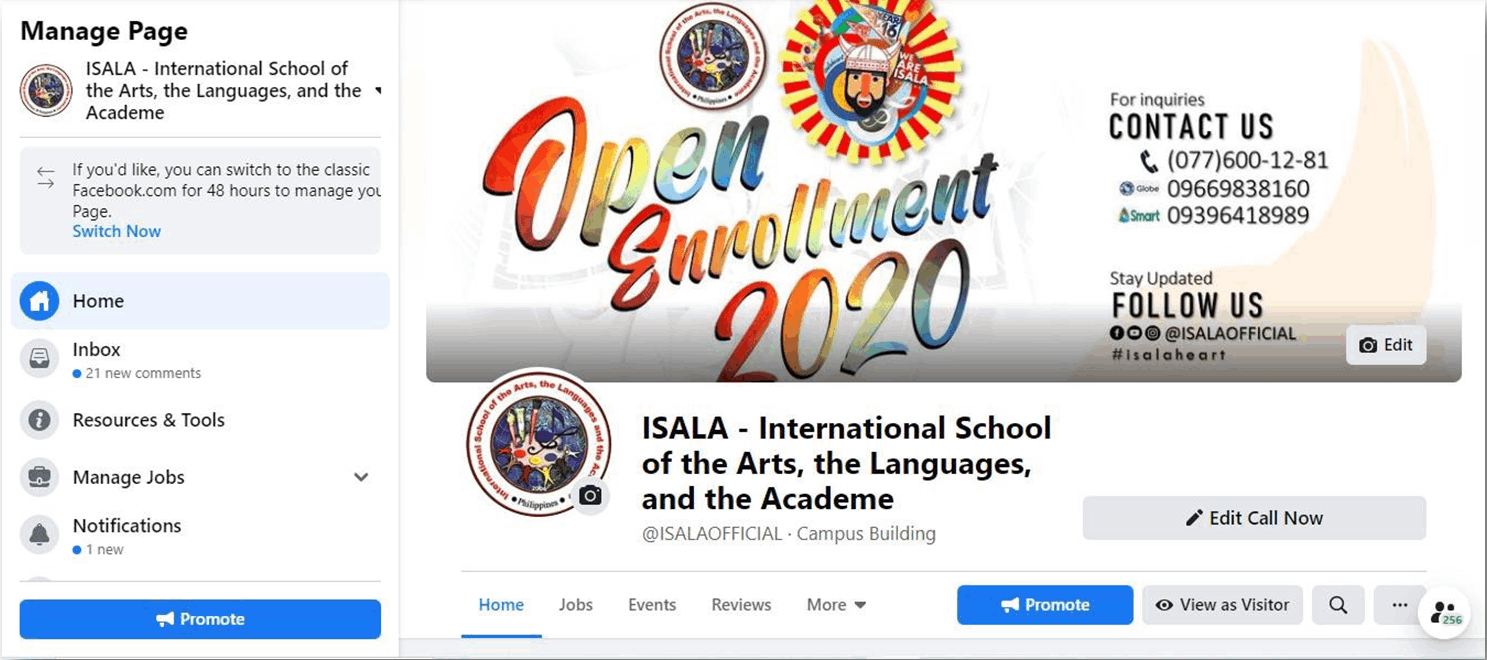 Manage Page
ISALA - International School of
the Arts, the Languages, and the
Academe
If you'd like, you can switch to the classic
Facebook.com for 48 hours to manage you
Page.
Switch Now
Home
Inbox
21 new comments
Resources & Tools
Manage Jobs
Notifications
1 new
Promote
International School of the Arts, the Languages and the Academe
Philippines
YEAR
16
WE
ARE
ISALA
Open
Enrollment
2020
For inquiries
CONTACT US
(077)600-12-81
Globe 09669838160
Smart 09396418989
Stay Updated
FOLLOW US
@ISALAOFFICIAL
#isalaheart
Edit
International School of the Arts, the Languages and the Ac
Philippines
ISALA - International School
of the Arts, the Languages,
and the Academe
@ISALAOFFICIAL · Campus Building
Edit Call Now
Home
Jobs
Events
Reviews
More
Promote
View as Visitor
256